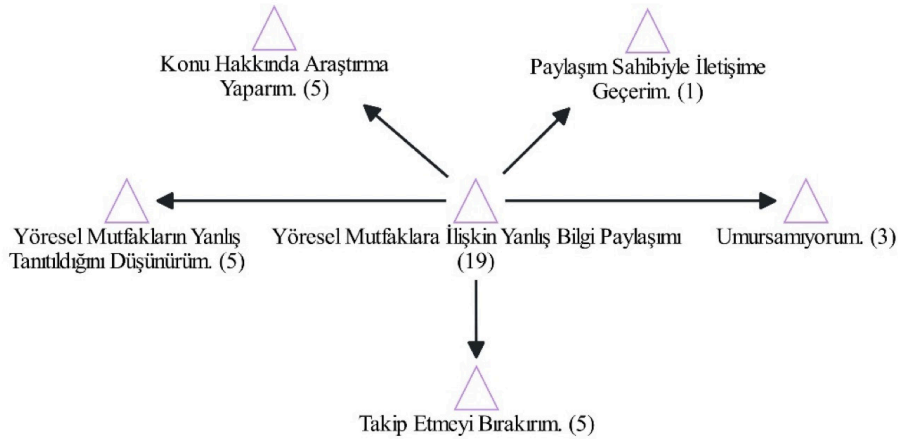 Konu Hakkında Araştırma
Yaparım. (5)
Paylaşım Sahibiyle İletişime
Geçerim. (1)
Yöresel Mutfakların Yanlış
Tanıtıldığını Düşünürüm. (5)
Yöresel Mutfaklara İlişkin Yanlış Bilgi Paylaşımı
(19)
Umursamıyorum. (3)
Takip Etmeyi Bırakırım. (5)